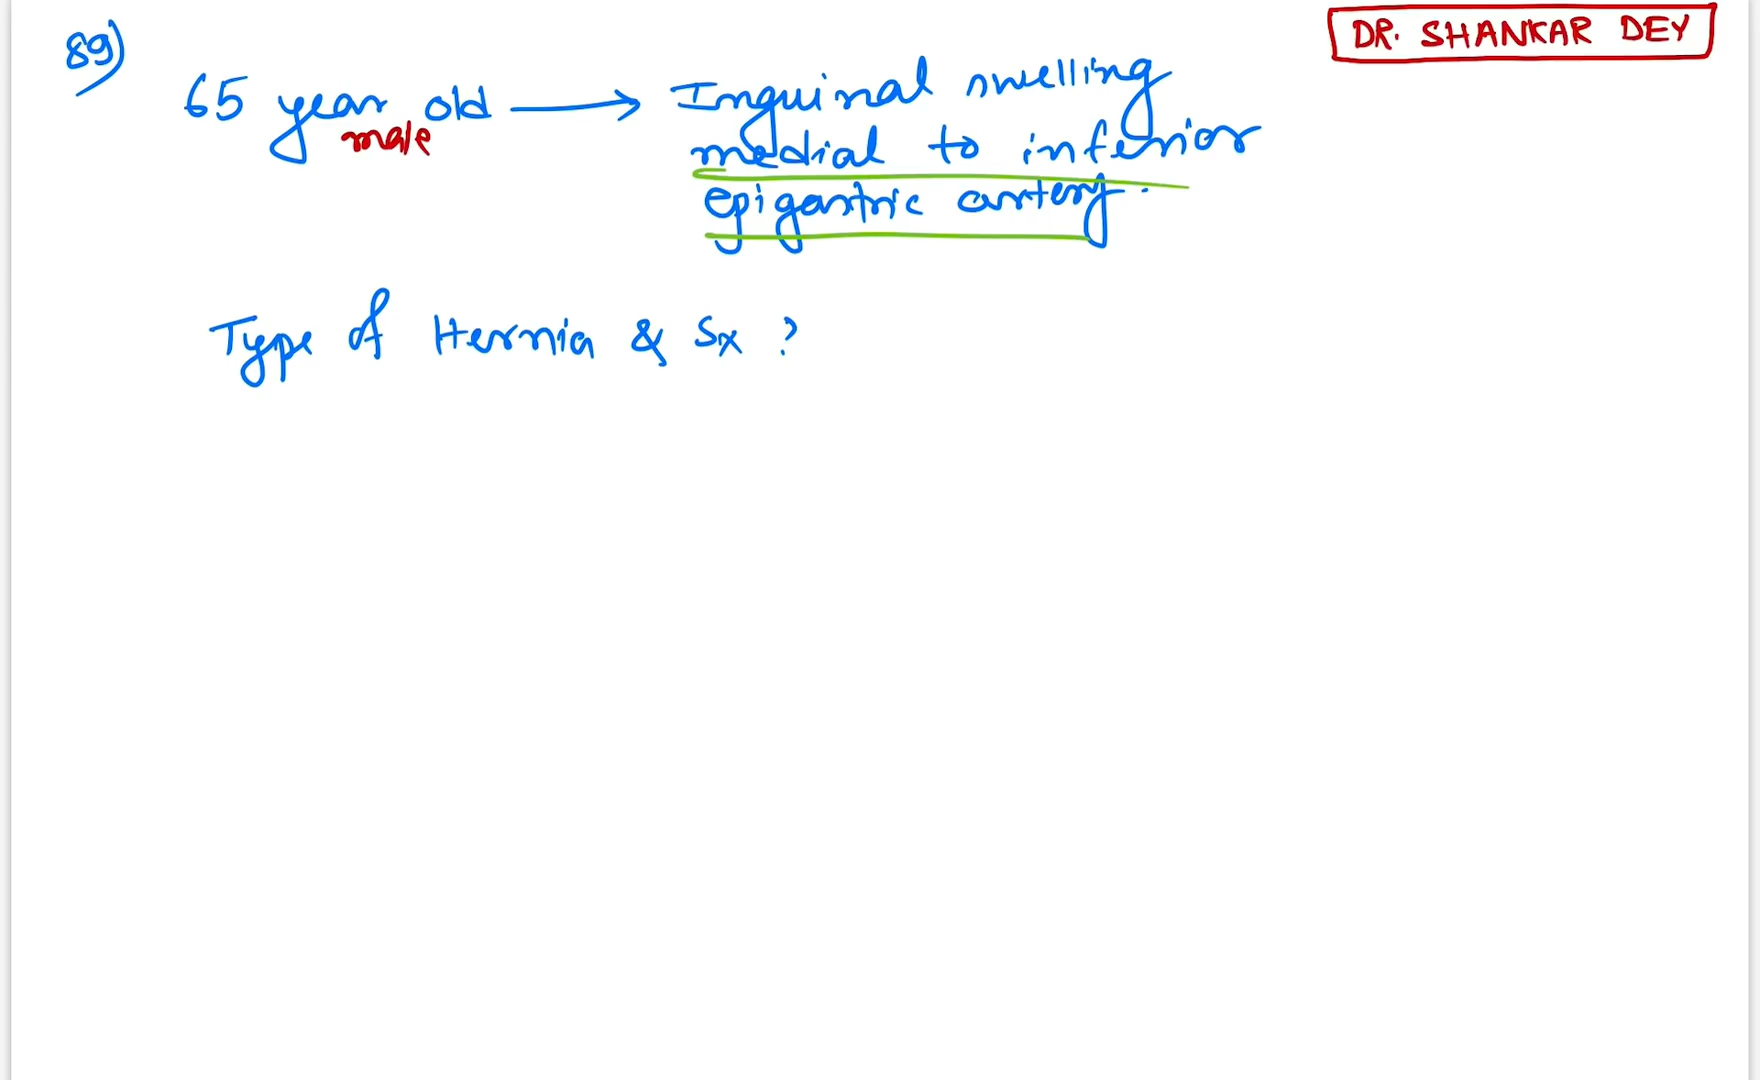 89)
DR. SHANKAR DEY
65 year old → Inguinal swelling
male
medial to inferior
epigastric artery.
Type of Hernia & Sx ?